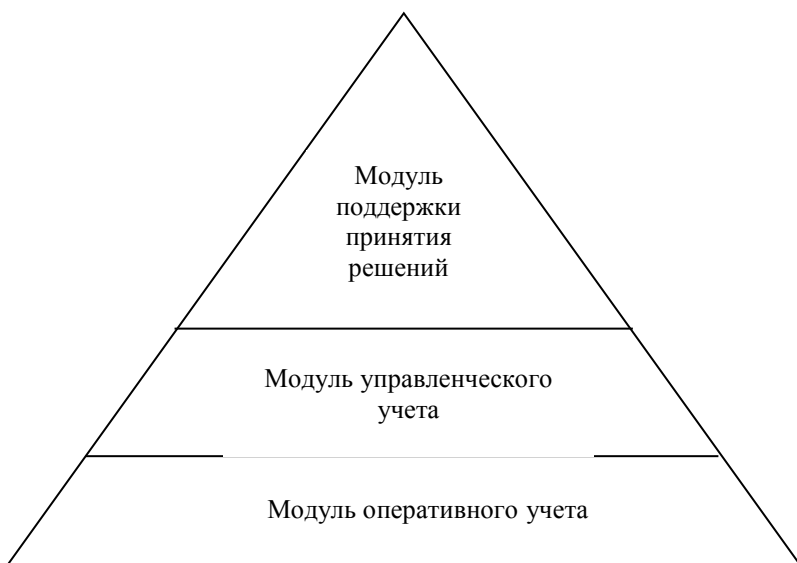 Модуль
поддержки
принятия
решений
Модуль управленческого
учета
Модуль оперативного учета